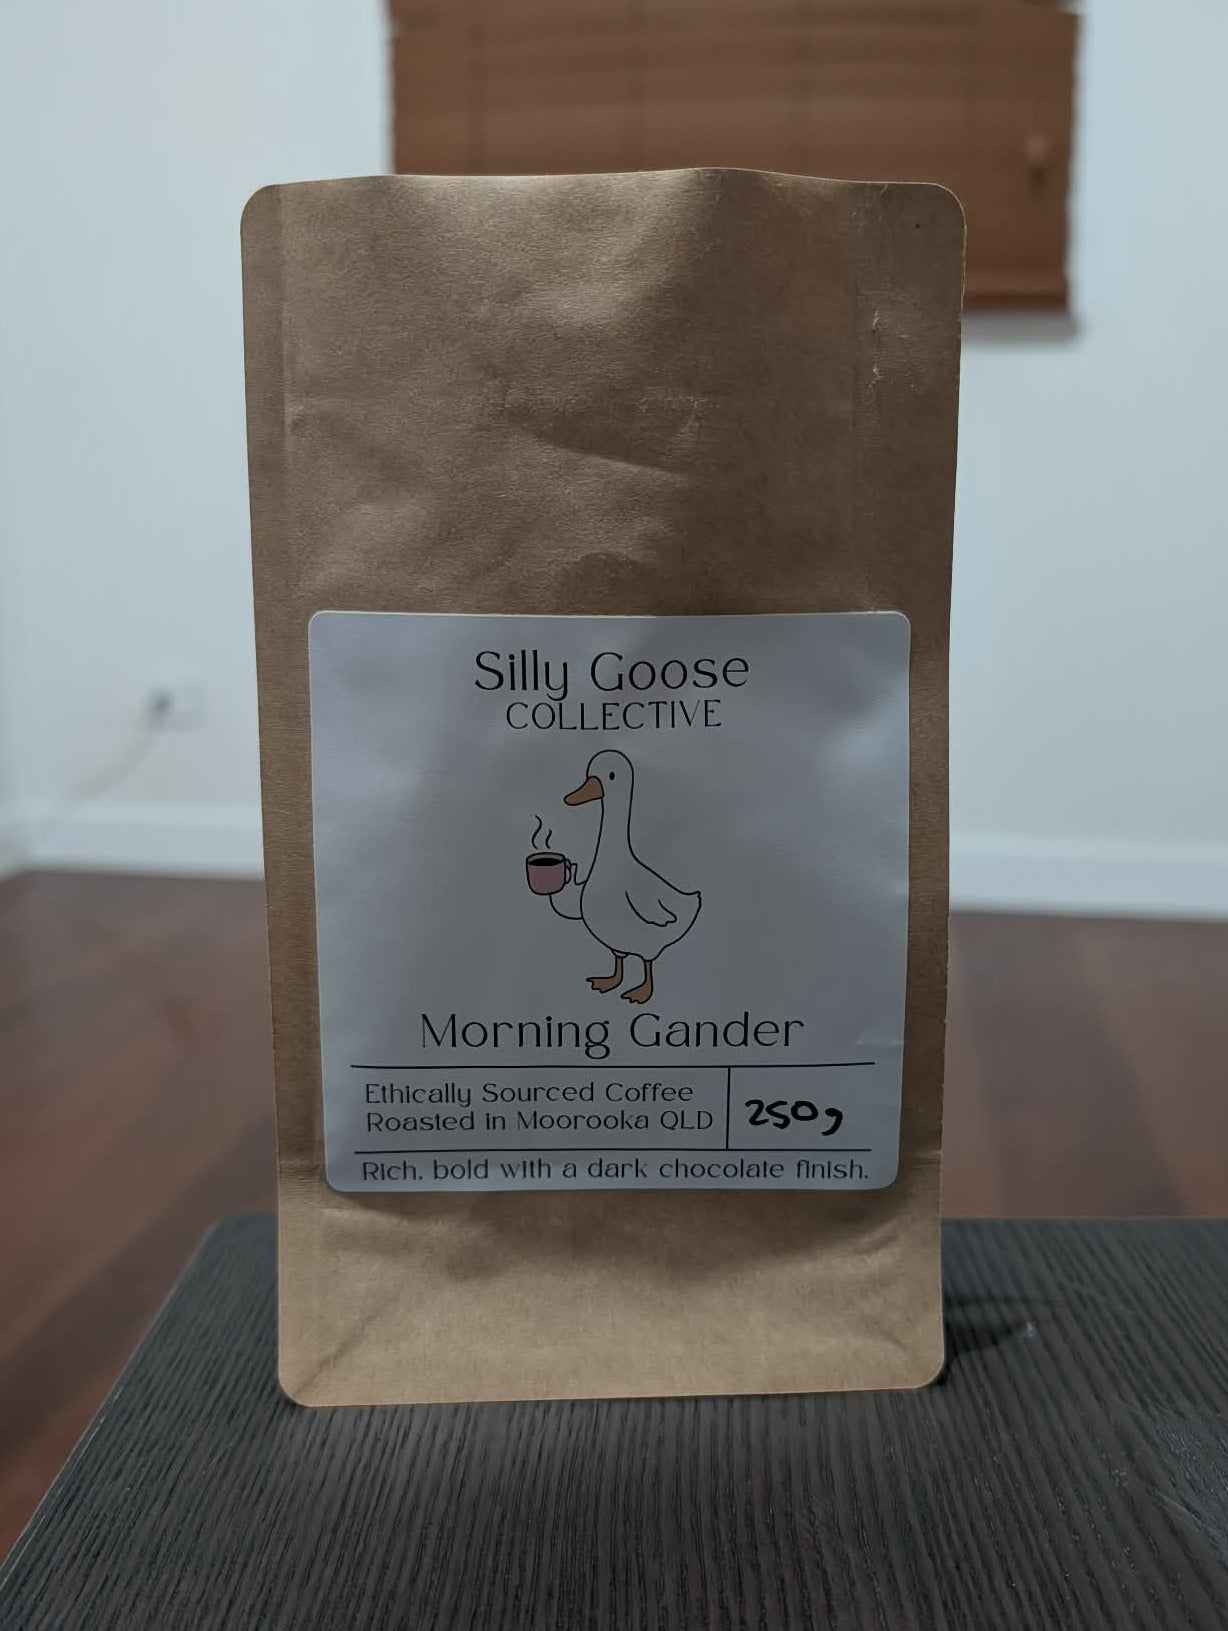 Silly Goose
COLLECTIVE
Morning Gander
Ethically Sourced Coffee
Roasted in Moorooka QLD
250g
Rich, bold with a dark chocolate finish.